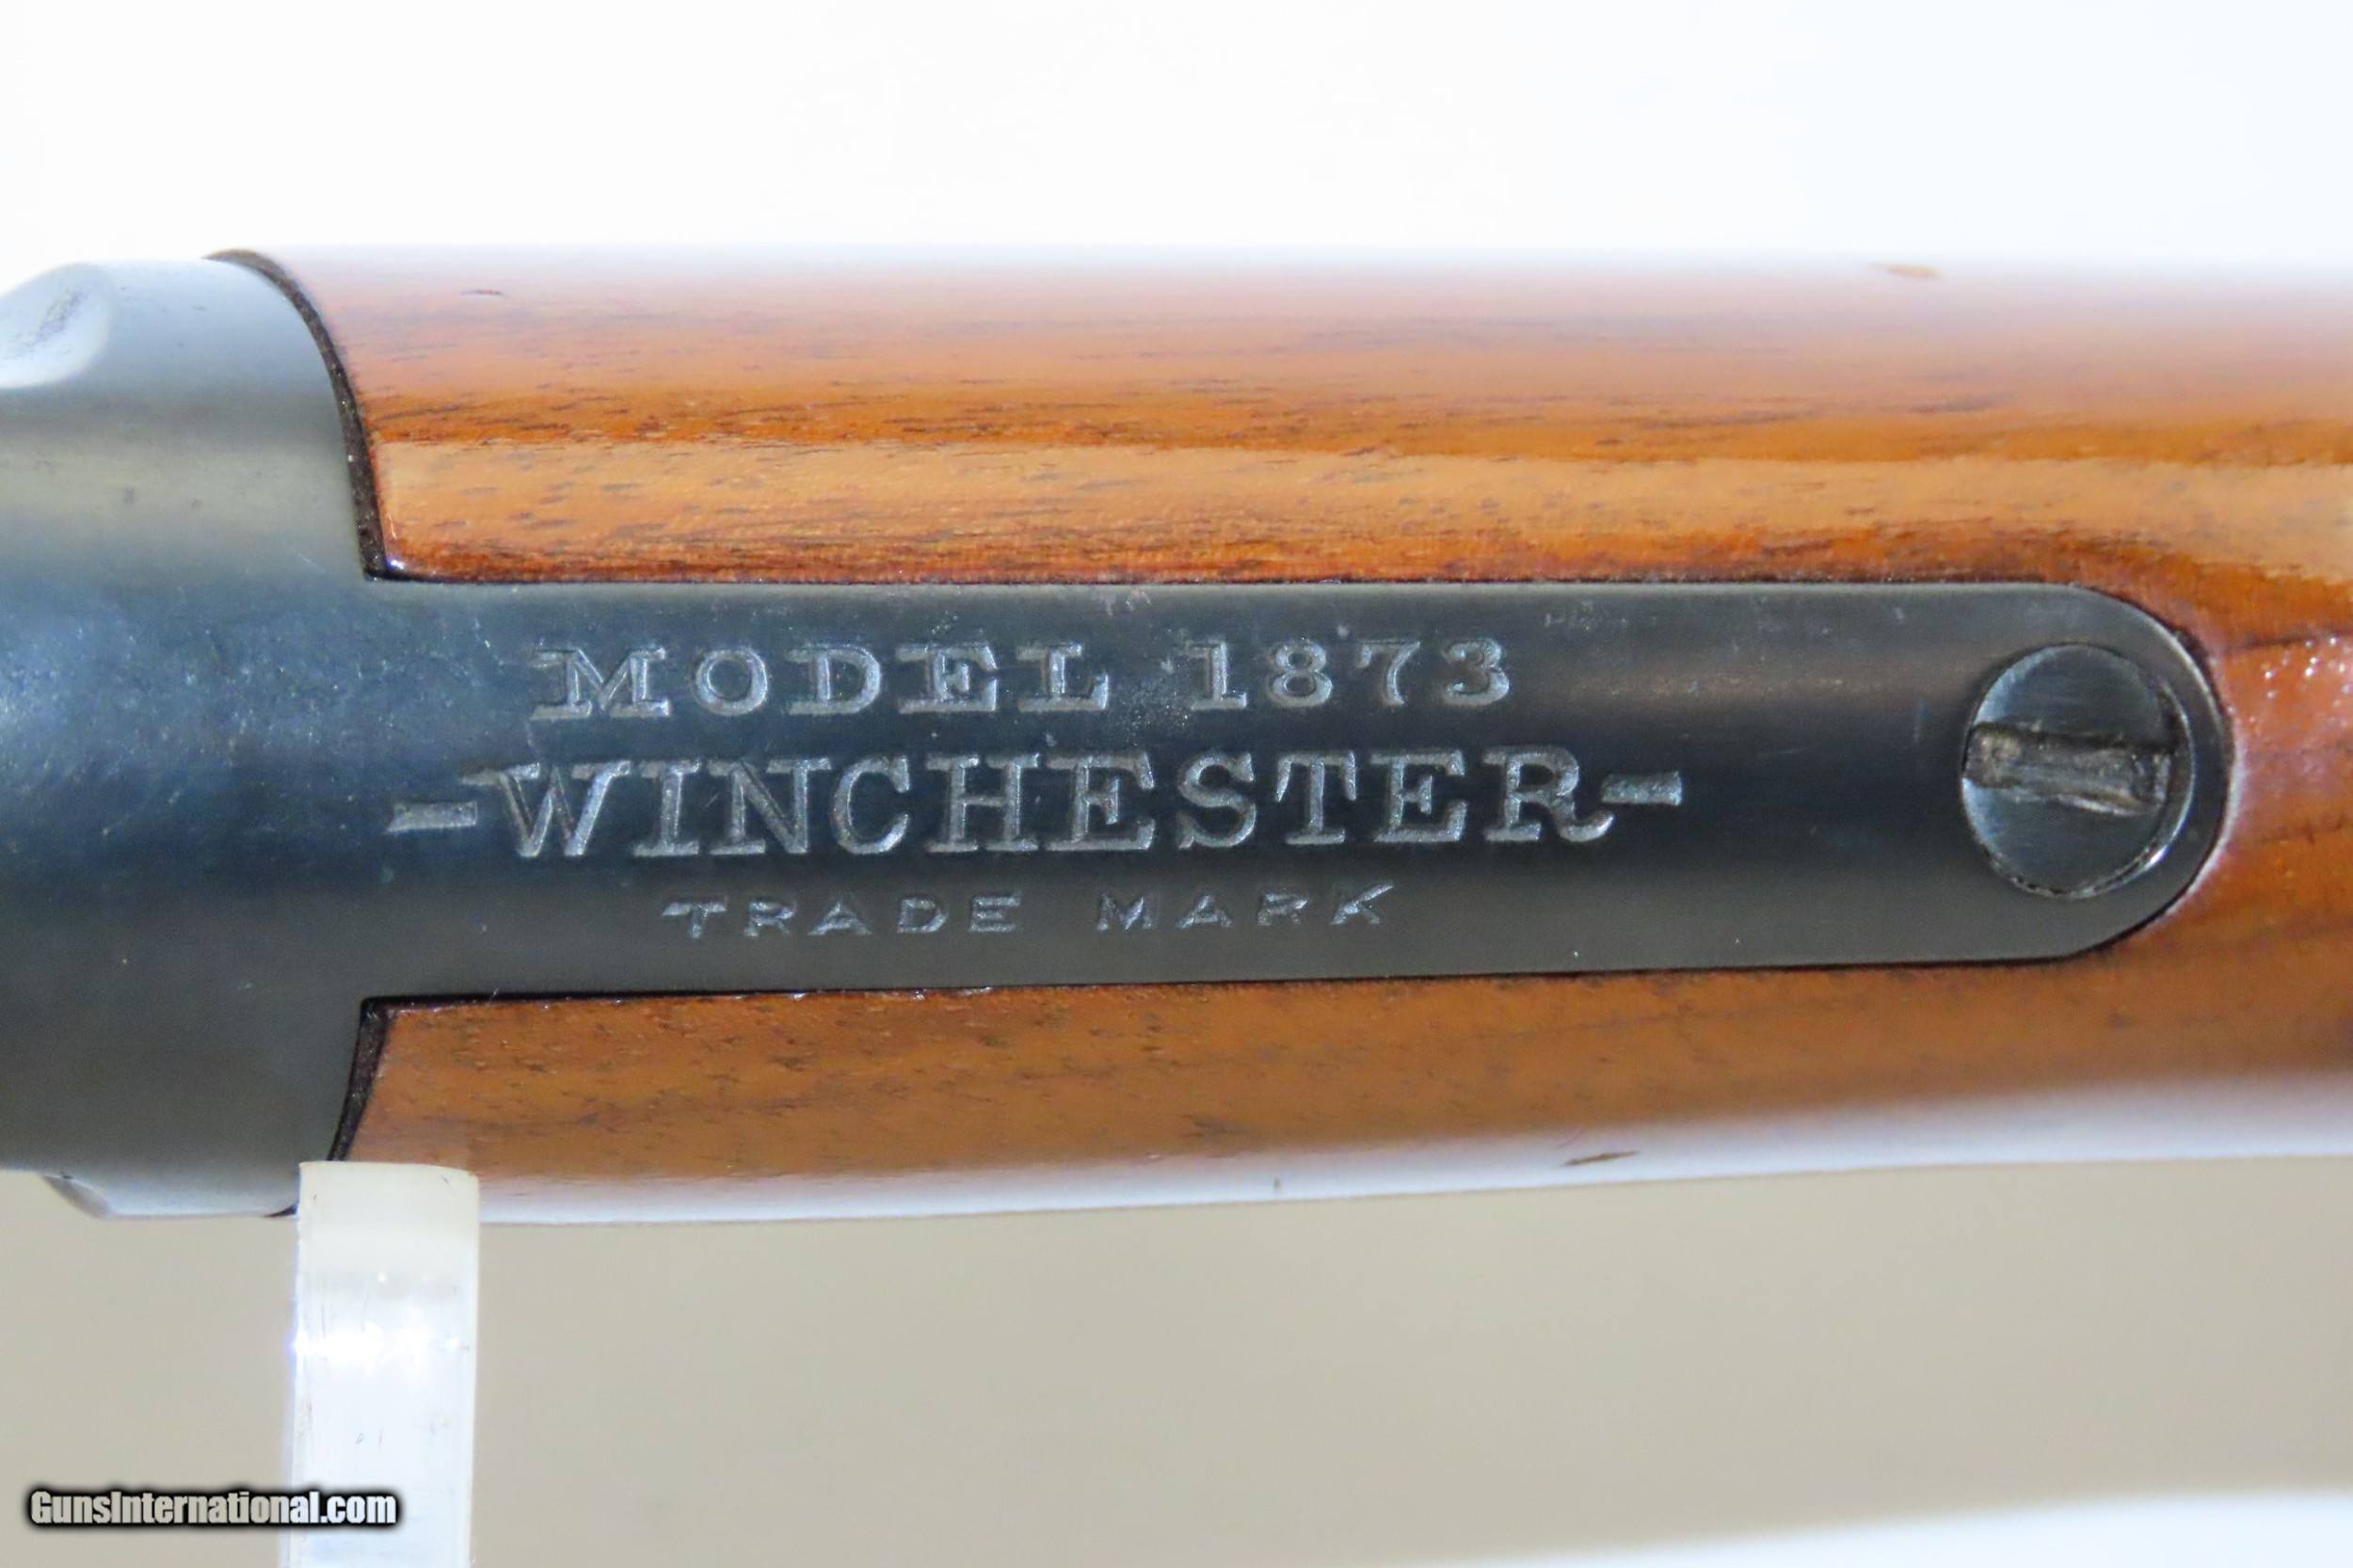 MODEL 1873
-WINCHESTER-
TRADE MARK
GunsInternational.com